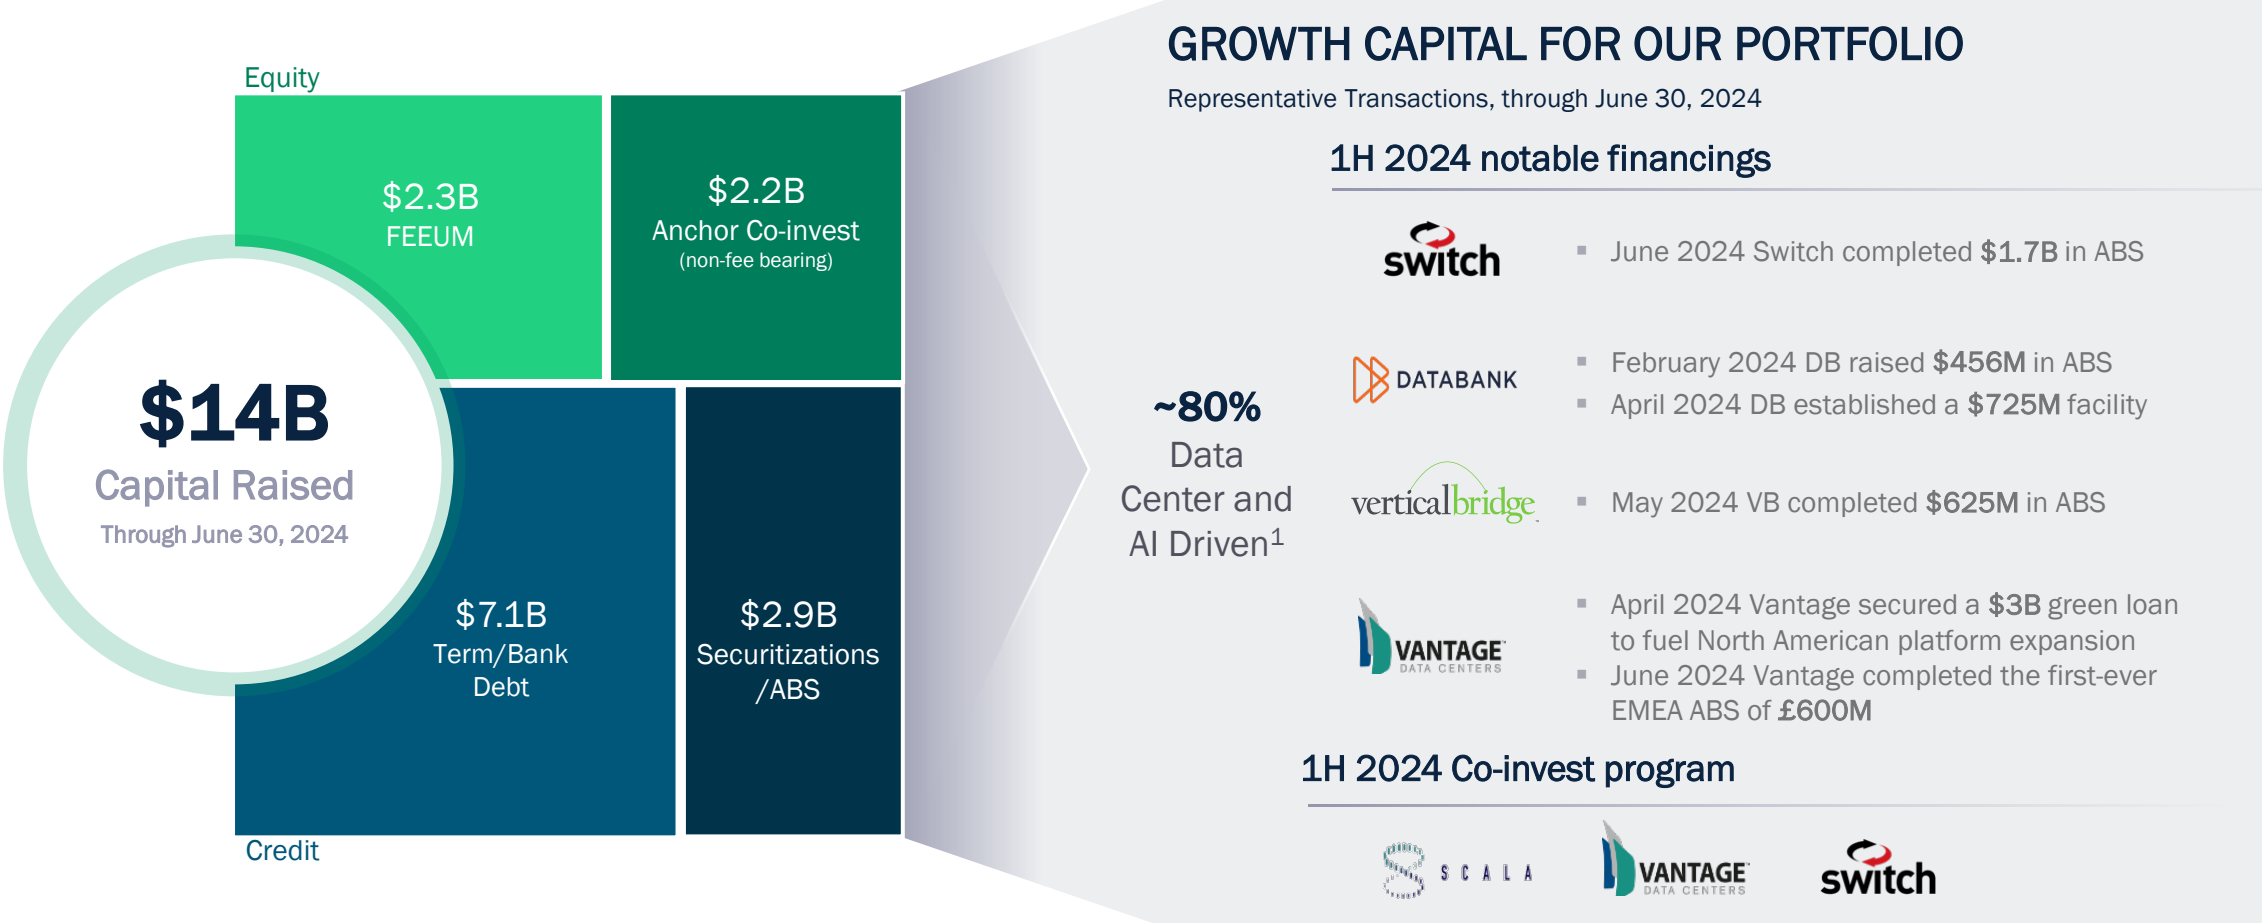 Equity
$2.3B
FEEUM
$2.2B
Anchor Co-invest
(non-fee bearing)
$14B
Capital Raised
Through June 30, 2024
$7.1B
Term/Bank
Debt
$2.9B
Securitizations
/ABS
Credit
GROWTH CAPITAL FOR OUR PORTFOLIO
Representative Transactions, through June 30, 2024
~80%
Data
Center and
AI Driven¹
1H 2024 notable financings
switch
▪ June 2024 Switch completed $1.7B in ABS
DATABANK
▪ February 2024 DB raised $456M in ABS
▪ April 2024 DB established a $725M facility
verticalbridge
▪ May 2024 VB completed $625M in ABS
VANTAGE
DATA CENTERS
▪ April 2024 Vantage secured a $3B green loan
to fuel North American platform expansion
▪ June 2024 Vantage completed the first-ever
EMEA ABS of £600M
1H 2024 Co-invest program
SCALA
VANTAGE
DATA CENTERS
switch